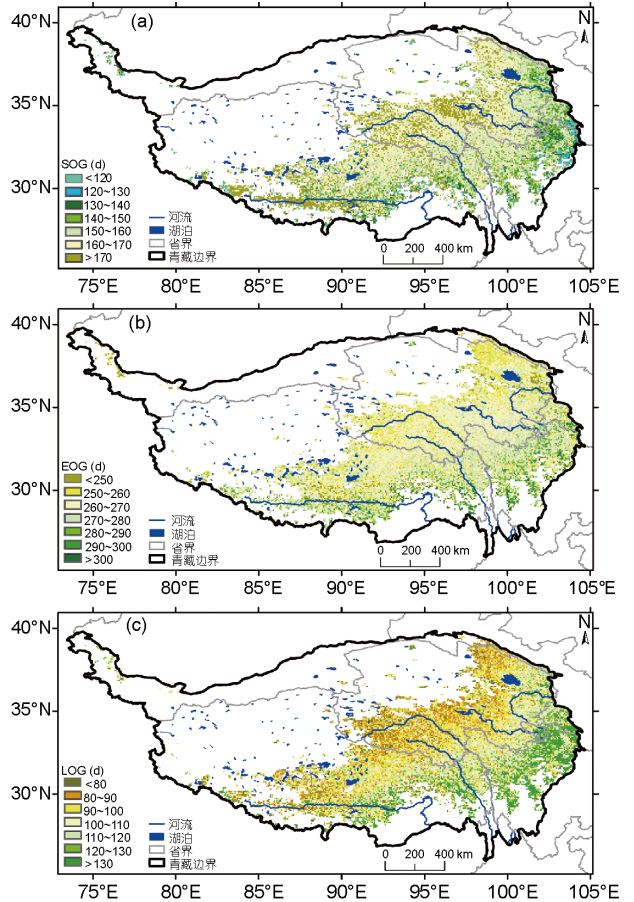 (a)
N
40°N
35°N
30°N
SOG (d)
<120
120~130
130~140
140~150
150~160
160~170
>170
河流
湖泊
省界
青藏边界
0 200 400 km
75°E 80°E 85°E 90°E 95°E 100°E 105°E
(b)
N
40°N
35°N
30°N
EOG (d)
<250
250~260
260~270
270~280
280~290
290~300
>300
河流
湖泊
省界
青藏边界
0 200 400 km
75°E 80°E 85°E 90°E 95°E 100°E 105°E
(c)
N
40°N
35°N
30°N
LOG (d)
<80
80~90
90~100
100~110
110~120
120~130
>130
河流
湖泊
省界
青藏边界
0 200 400 km
75°E 80°E 85°E 90°E 95°E 100°E 105°E